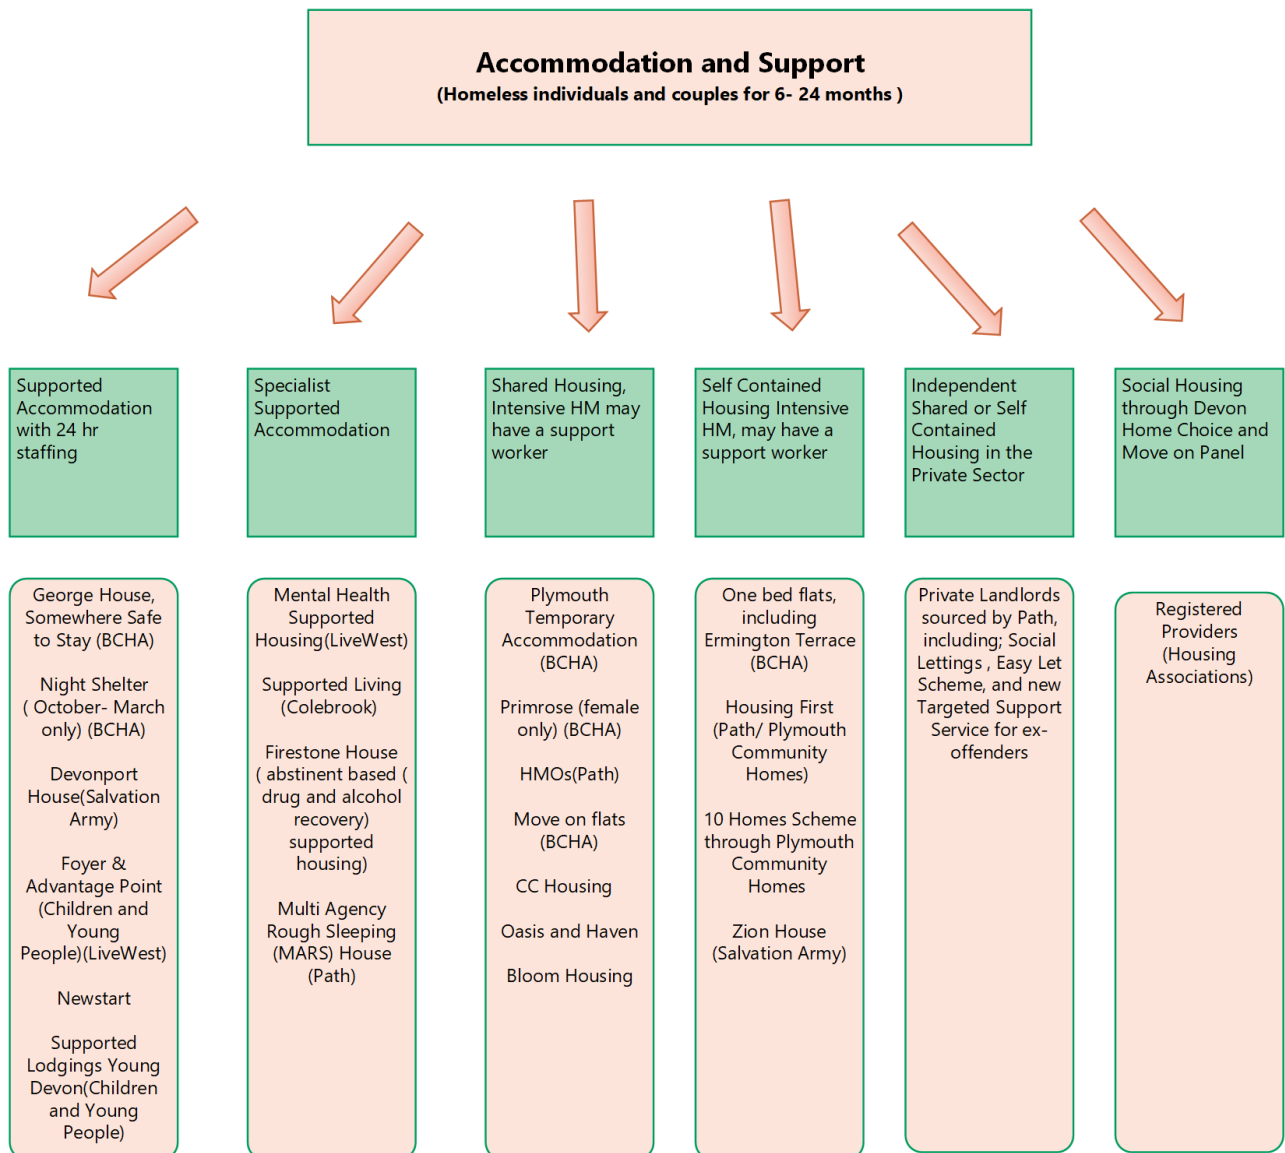 Accommodation and Support
(Homeless individuals and couples for 6- 24 months )
Supported
Accommodation
with 24 hr
staffing
Specialist
Supported
Accommodation
Shared Housing,
Intensive HM may
have a support
worker
Self Contained
Housing Intensive
HM, may have a
support worker
Independent
Shared or Self
Contained
Housing in the
Private Sector
Social Housing
through Devon
Home Choice and
Move on Panel
George House,
Somewhere Safe
to Stay (BCHA)
Night Shelter
( October- March
only) (BCHA)
Devonport
House(Salvation
Army)
Foyer &
Advantage Point
(Children and
Young
People)(LiveWest)
Newstart
Supported
Lodgings Young
Devon(Children
and Young
People)
Mental Health
Supported
Housing(LiveWest)
Supported Living
(Colebrook)
Firestone House
( abstinent based (
drug and alcohol
recovery)
supported
housing)
Multi Agency
Rough Sleeping
(MARS) House
(Path)
Plymouth
Temporary
Accommodation
(BCHA)
Primrose (female
only) (BCHA)
HMOs(Path)
Move on flats
(BCHA)
CC Housing
Oasis and Haven
Bloom Housing
One bed flats,
including
Ermington Terrace
(BCHA)
Housing First
(Path/ Plymouth
Community
Homes)
10 Homes Scheme
through Plymouth
Community
Homes
Zion House
(Salvation Army)
Private Landlords
sourced by Path,
including; Social
Lettings , Easy Let
Scheme, and new
Targeted Support
Service for ex-
offenders
Registered
Providers
(Housing
Associations)